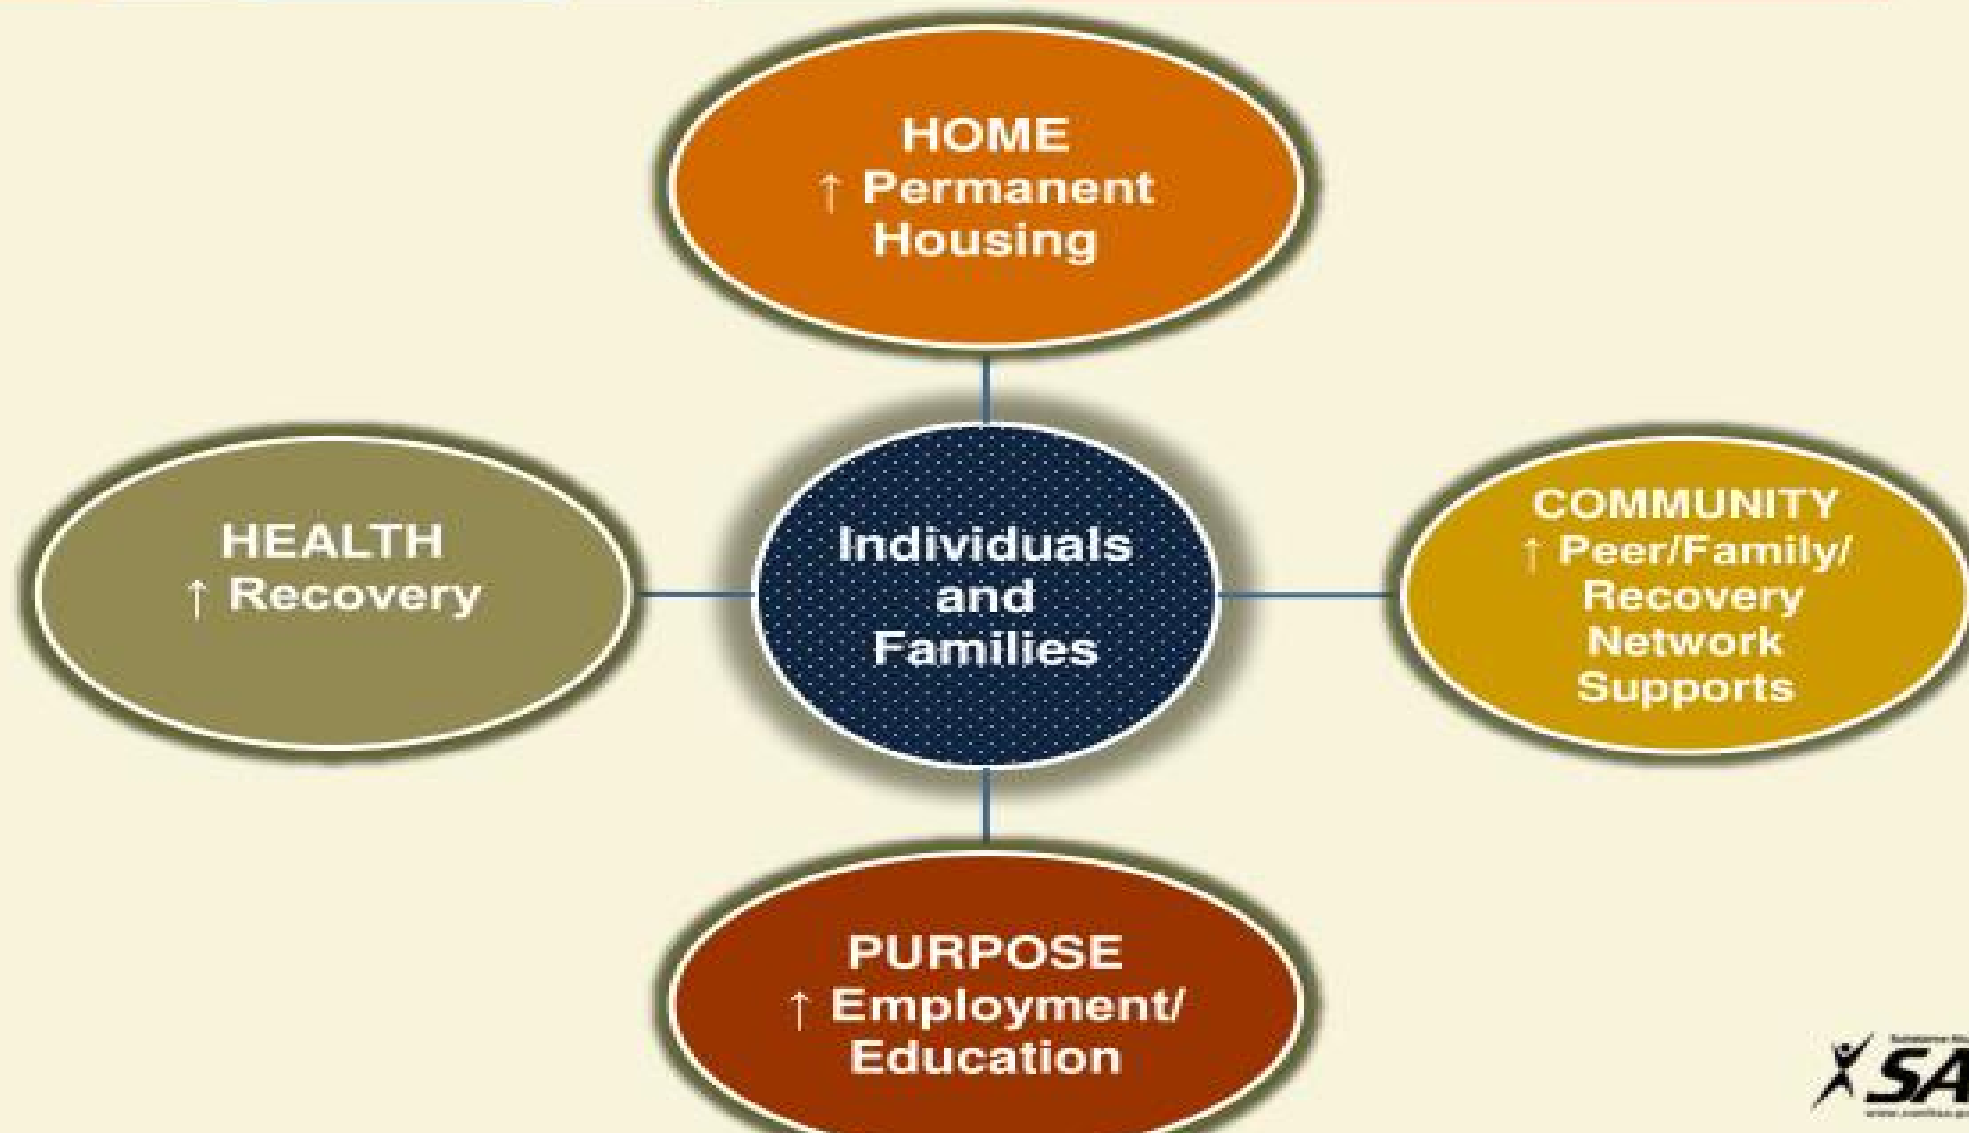 HOME
↑ Permanent
Housing
HEALTH
↑ Recovery
Individuals
and
Families
COMMUNITY
↑ Peer/Family/
Recovery
Network
Supports
PURPOSE
↑ Employment/
Education
SA